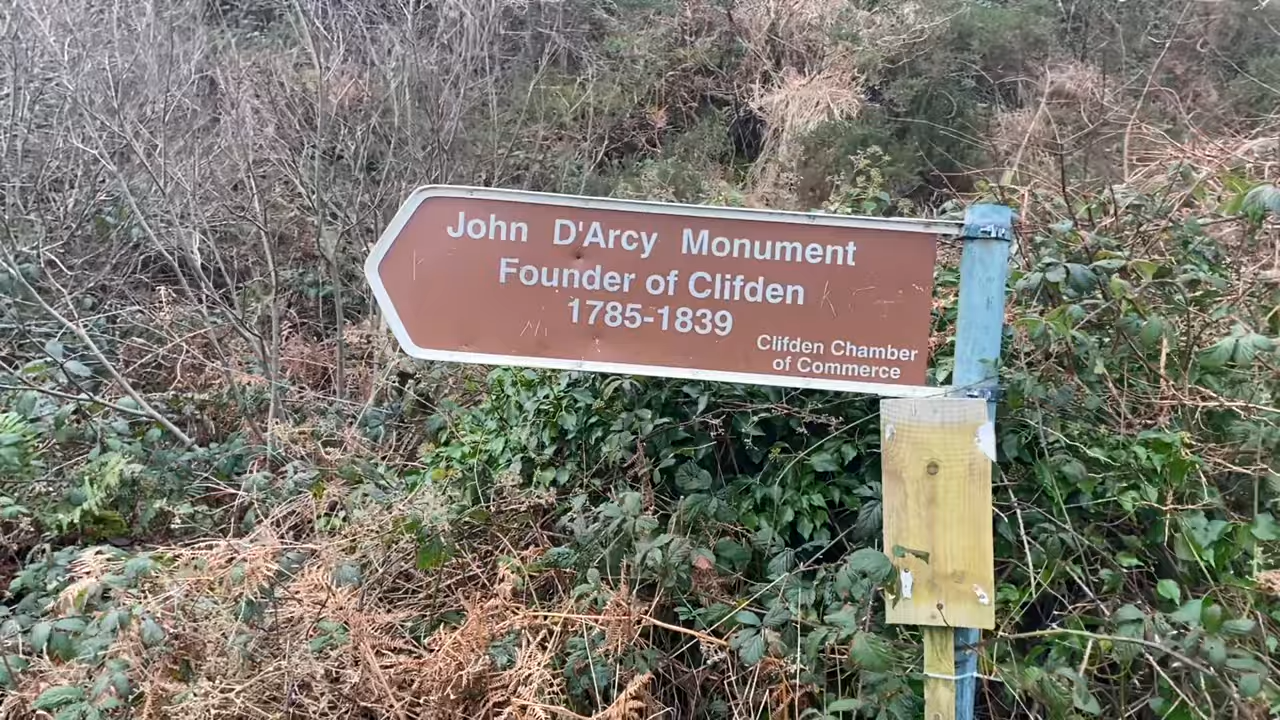 John D'Arcy Monument
Founder of Clifden
1785-1839
Clifden Chamber
of Commerce